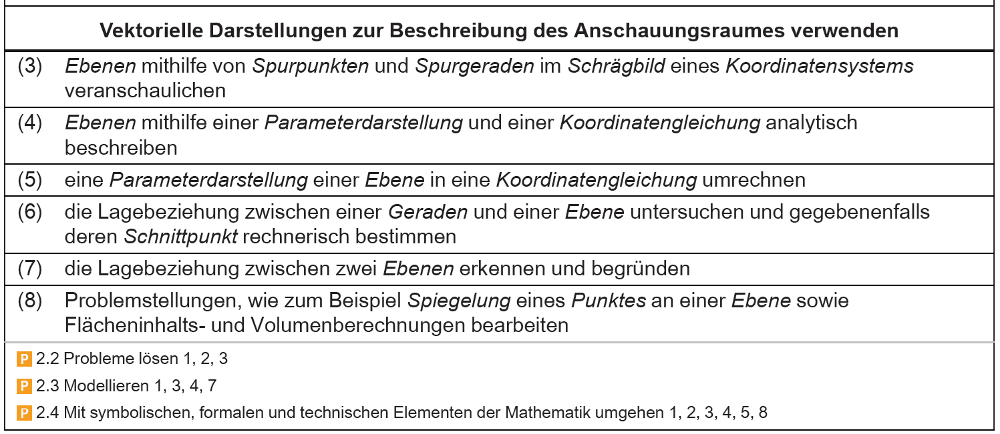 Vektorielle Darstellungen zur Beschreibung des Anschauungsraumes verwenden
(3) Ebenen mithilfe von Spurpunkten und Spurgeraden im Schrägbild eines Koordinatensystems
veranschaulichen
(4) Ebenen mithilfe einer Parameterdarstellung und einer Koordinatengleichung analytisch
beschreiben
(5) eine Parameterdarstellung einer Ebene in eine Koordinatengleichung umrechnen
(6) die Lagebeziehung zwischen einer Geraden und einer Ebene untersuchen und gegebenenfalls
deren Schnittpunkt rechnerisch bestimmen
(7) die Lagebeziehung zwischen zwei Ebenen erkennen und begründen
(8) Problemstellungen, wie zum Beispiel Spiegelung eines Punktes an einer Ebene sowie
Flächeninhalts- und Volumenberechnungen bearbeiten
P 2.2 Probleme lösen 1, 2, 3
P 2.3 Modellieren 1, 3, 4, 7
P 2.4 Mit symbolischen, formalen und technischen Elementen der Mathematik umgehen 1, 2, 3, 4, 5, 8